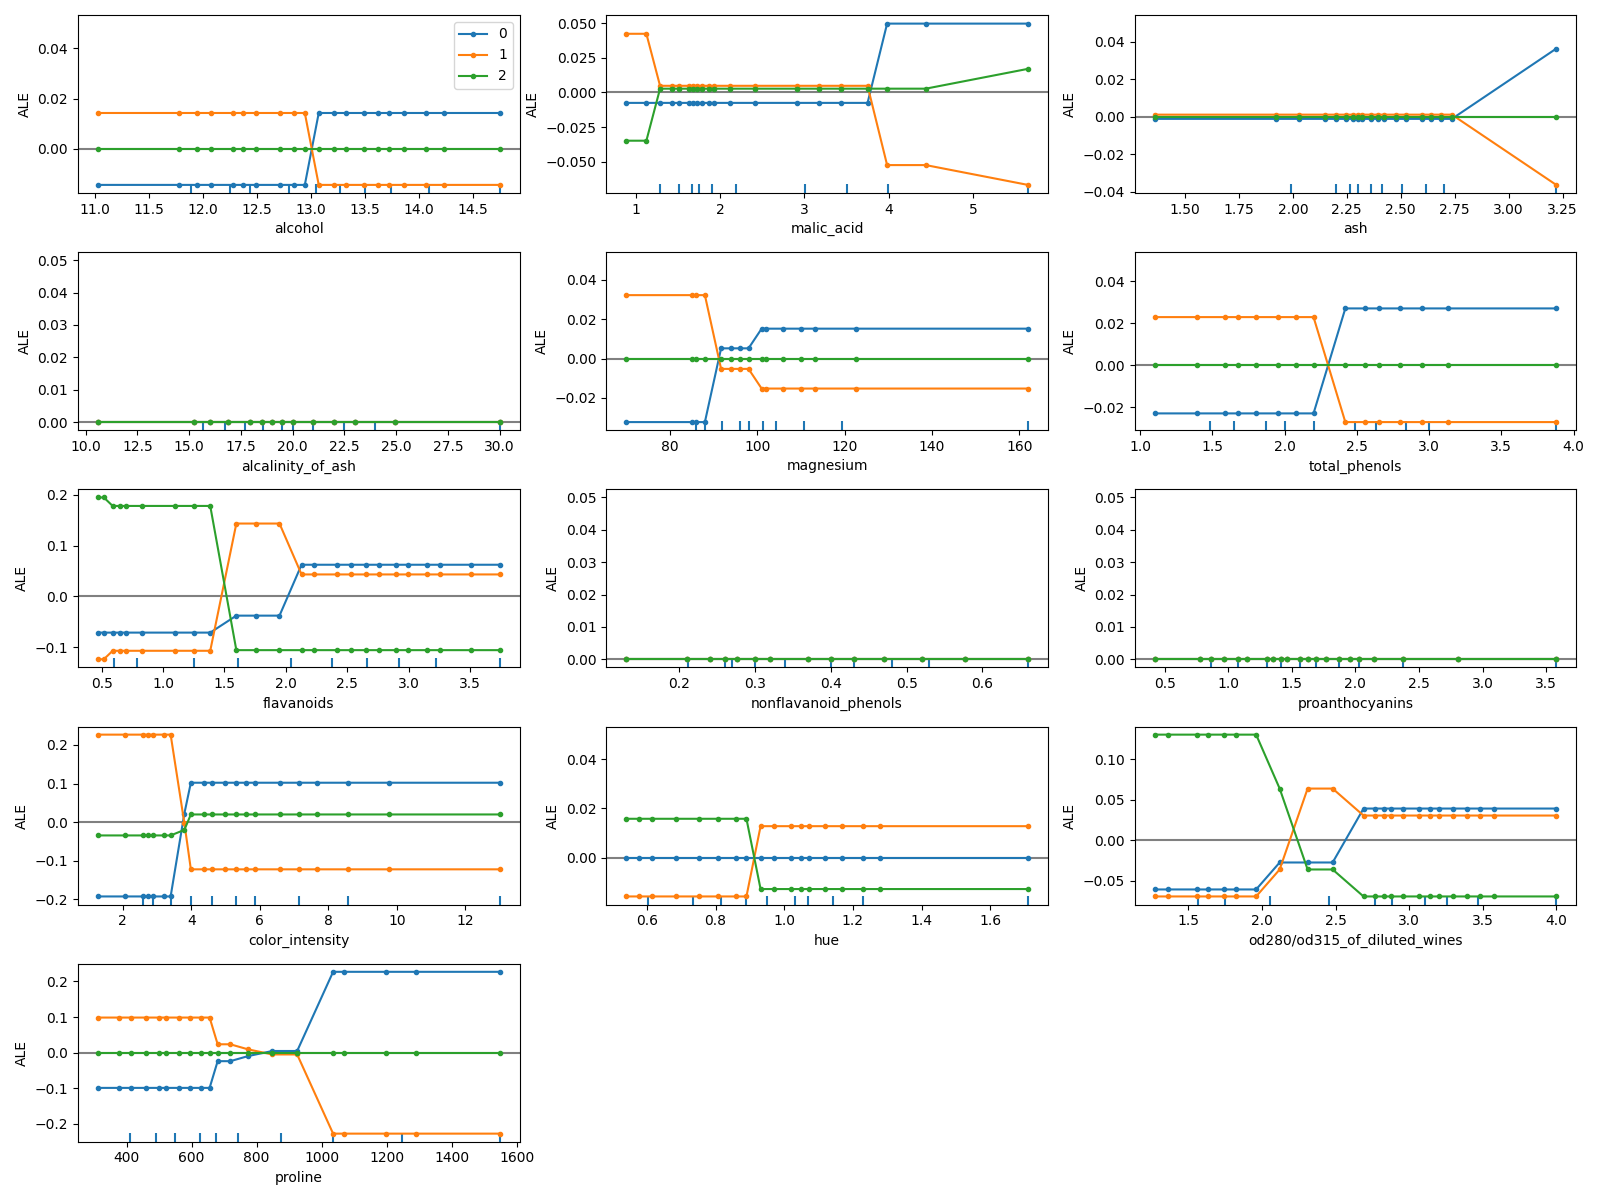 0.04
0.02
0.00
ALE
0
1
2
11.0 11.5 12.0 12.5 13.0 13.5 14.0 14.5
alcohol
0.050
0.025
0.000
−0.025
−0.050
ALE
1 2 3 4 5
malic_acid
0.04
0.02
0.00
−0.02
−0.04
ALE
1.50 1.75 2.00 2.25 2.50 2.75 3.00 3.25
ash
0.05
0.04
0.03
0.02
0.01
0.00
ALE
10.0 12.5 15.0 17.5 20.0 22.5 25.0 27.5 30.0
alcalinity_of_ash
0.04
0.02
0.00
−0.02
ALE
80 100 120 140 160
magnesium
0.04
0.02
0.00
−0.02
ALE
1.0 1.5 2.0 2.5 3.0 3.5 4.0
total_phenols
0.2
0.1
0.0
−0.1
ALE
0.5 1.0 1.5 2.0 2.5 3.0 3.5
flavanoids
0.05
0.04
0.03
0.02
0.01
0.00
ALE
0.2 0.3 0.4 0.5 0.6
nonflavanoid_phenols
0.05
0.04
0.03
0.02
0.01
0.00
ALE
0.5 1.0 1.5 2.0 2.5 3.0 3.5
proanthocyanins
0.2
0.1
0.0
−0.1
−0.2
ALE
2 4 6 8 10 12
color_intensity
0.04
0.02
0.00
ALE
0.6 0.8 1.0 1.2 1.4 1.6
hue
0.10
0.05
0.00
−0.05
ALE
1.5 2.0 2.5 3.0 3.5 4.0
od280/od315_of_diluted_wines
0.2
0.1
0.0
−0.1
−0.2
ALE
400 600 800 1000 1200 1400 1600
proline